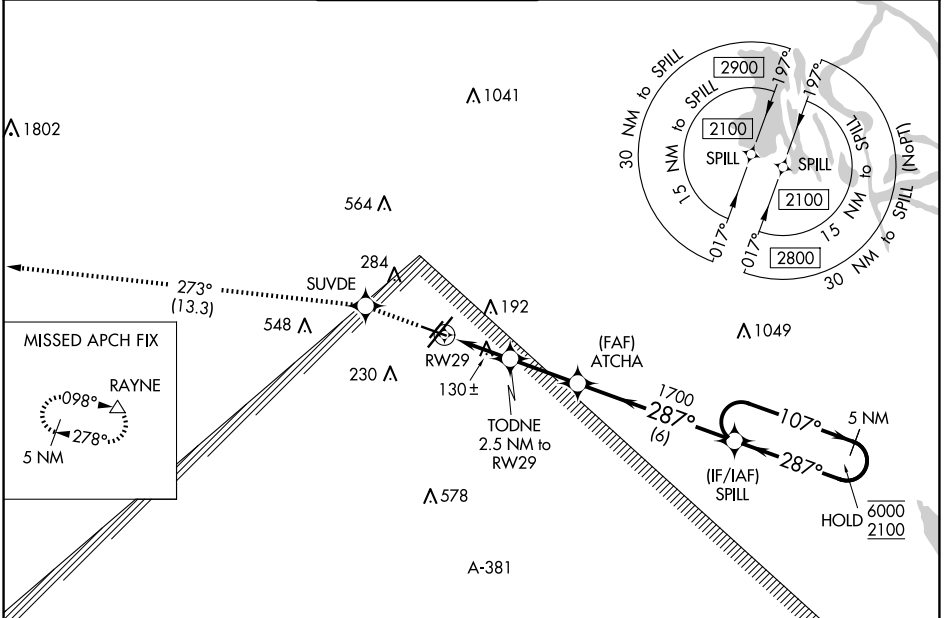 1041
1802
564
284
SUVDE
273°
(13.3)
548
192
RW29
230
130±
TODNE
2.5 NM to
RW29
(FAF)
ATCHA
1049
1700
287°
(6)
107°
5 NM
287°
(IF/IAF)
SPILL
HOLD
6000
2100
578
A-381
MISSED APCH FIX
RAYNE
098°
278°
5 NM
30 NM to SPILL
2900
197°
15 NM to SPILL
2100
SPILL
017°
197°
SPILL
2100
15 NM to SPILL
017°
2800
30 NM to SPILL (NoPT)